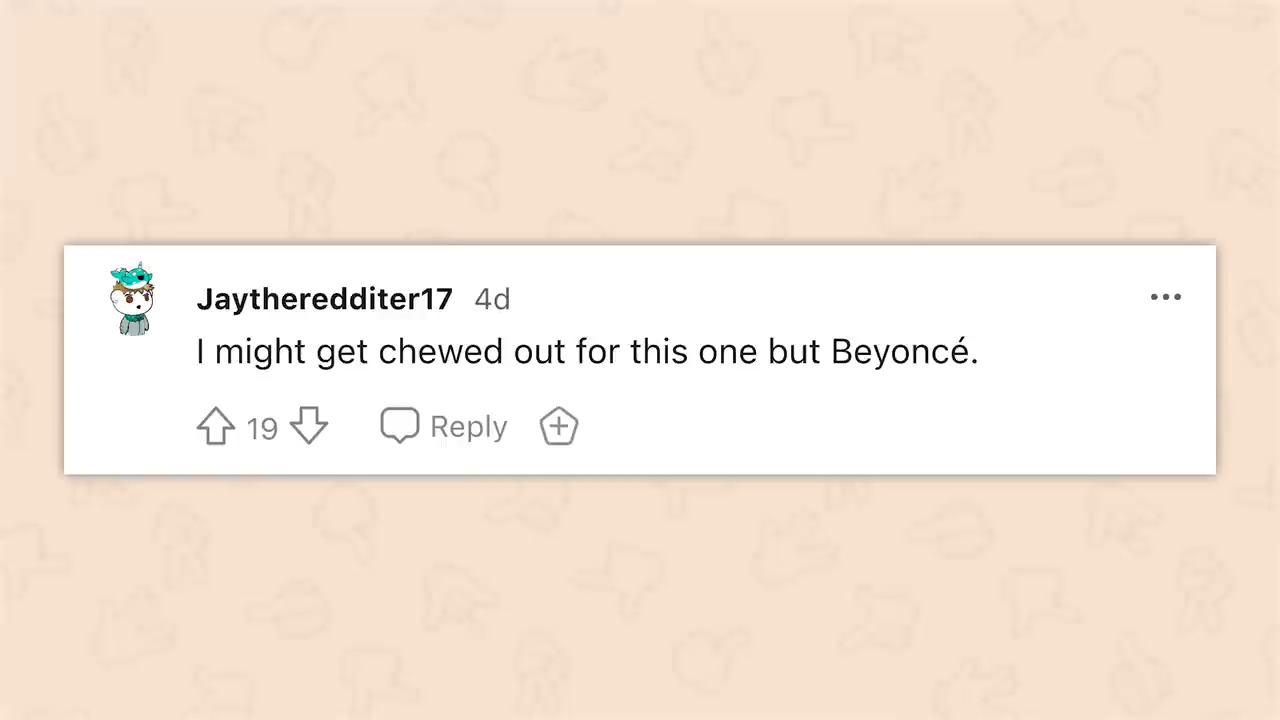 Jaytheredditer17 4d
I might get chewed out for this one but Beyoncé.
19 Reply